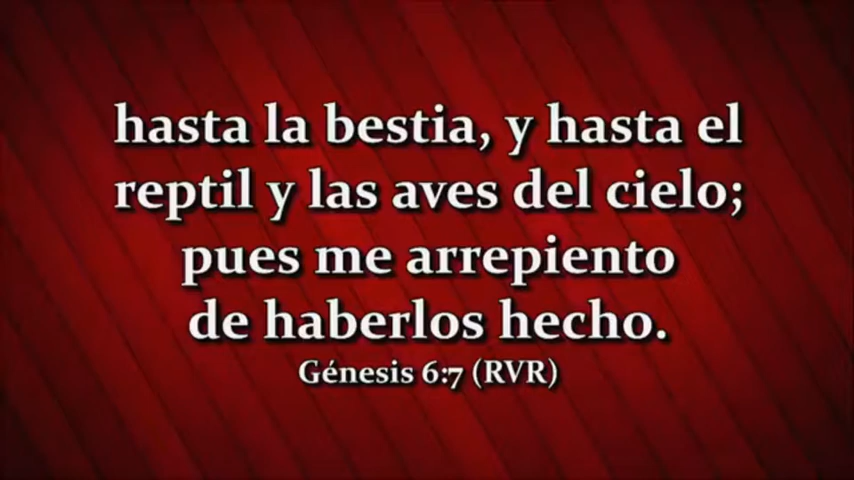 hasta la bestia, y hasta el
reptil y las aves del cielo;
pues me arrepiento
de haberlos hecho.
Génesis 6:7 (RVR)